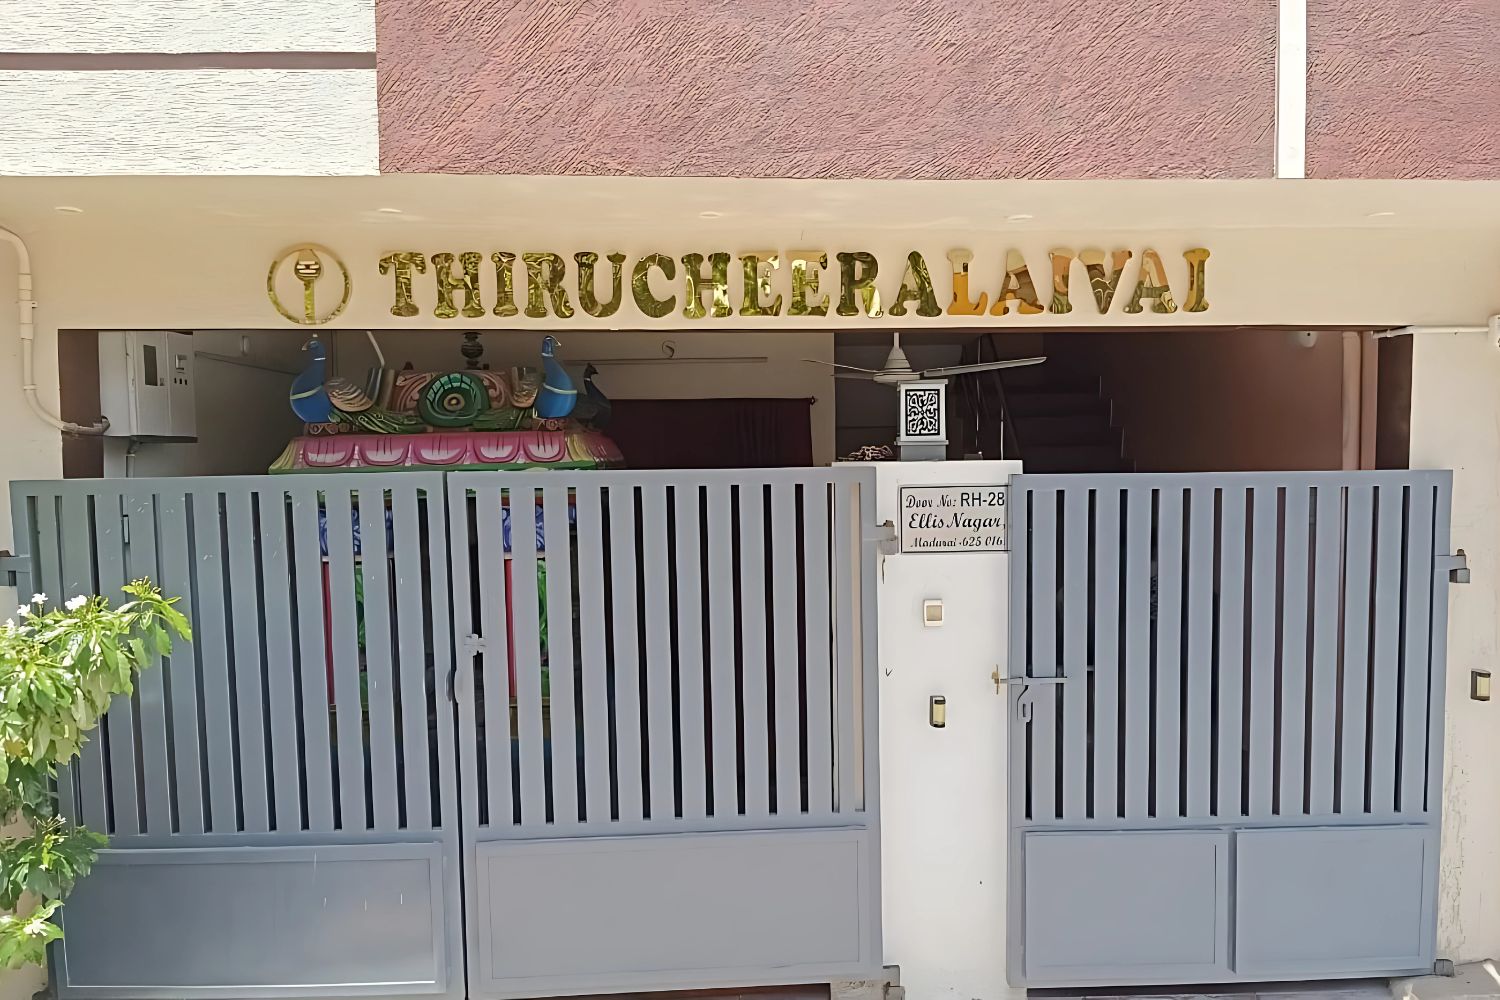 THIRUCHEERALAIVAI
Door No: RH-28
Ellis Nagar,
Madurai-625 016.